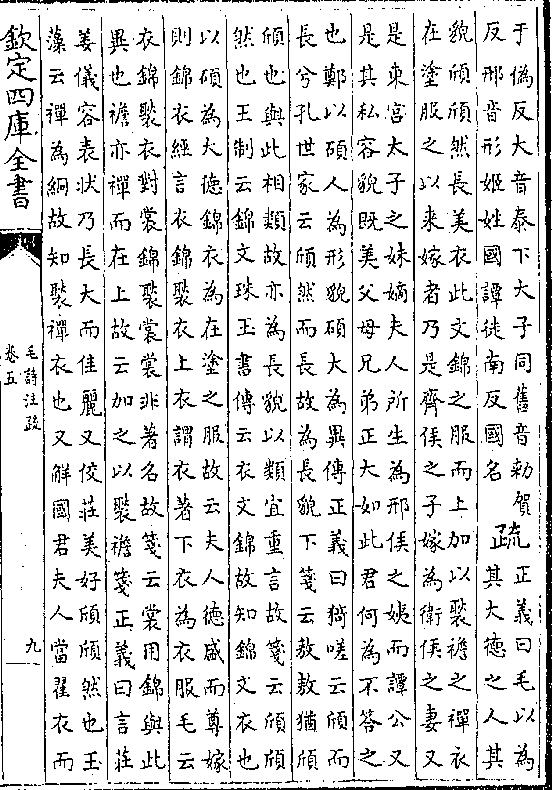 于偽反大音泰下大子同舊音勅賀
反邢音形姬姓國譚徒南反國名 疏 正義曰毛以為其大德之人其
貌頎頎然長美衣此文錦之服而上加以褧襜之襌衣
在塗服之以來嫁者乃是齊侯之子嫁為衛侯之妻又
是東宮太子之妹嫡夫人所生為邢侯之姨而譚公又
是其私容貌既美父母兄弟正大如此君何為不答之
也鄭以碩人為形貌碩大為異傳正義曰猗嗟云頎而
長兮孔世家云頎然而長故為長貌下箋云敖敖猶頎
頎也與此相類故亦為長貌以類宜重言故箋云頎頎
然也王制云錦文珠玉書傳云衣文錦故知錦文衣也
以碩為大德錦衣為在塗之服故云夫人德盛而尊嫁
則錦衣經言衣錦褧衣上衣謂衣著下衣為衣服毛云
衣錦褧衣對裳錦褧裳裳非著名故箋云裳用錦與此
異也襜亦襌而在上故云加之以褧襜箋正義曰言莊
姜儀容表狀乃長大而佳麗又佼莊美好頎頎然也玉
藻云襌為絅故知褧襌衣也又解國君夫人當翟衣而
欽定四庫全書
毛詩注疏
卷五
九